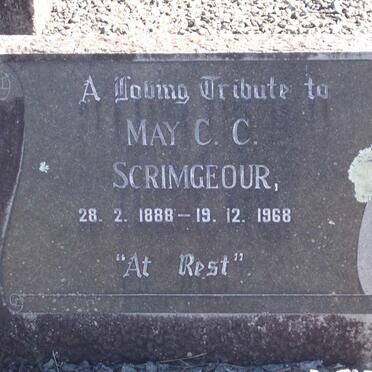 A Loving Tribute to
MAY C. C.
SCRIMGEOUR,
28. 2. 1888 — 19. 12. 1968
"At Rest".